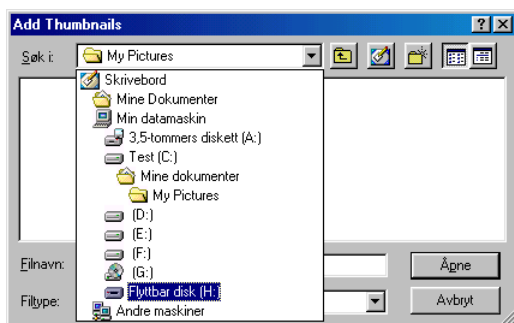 Add Thumbnails
Søk i: My Pictures
Skrivebord
Mine Dokumenter
Min datamaskin
3,5-tommers diskett (A:)
Test (C:)
Mine dokumenter
My Pictures
(D:)
(E:)
(F:)
(G:)
Flyttbar disk (H:
Andre maskiner
Filnavn:
Åpne
Filtype:
Avbryt